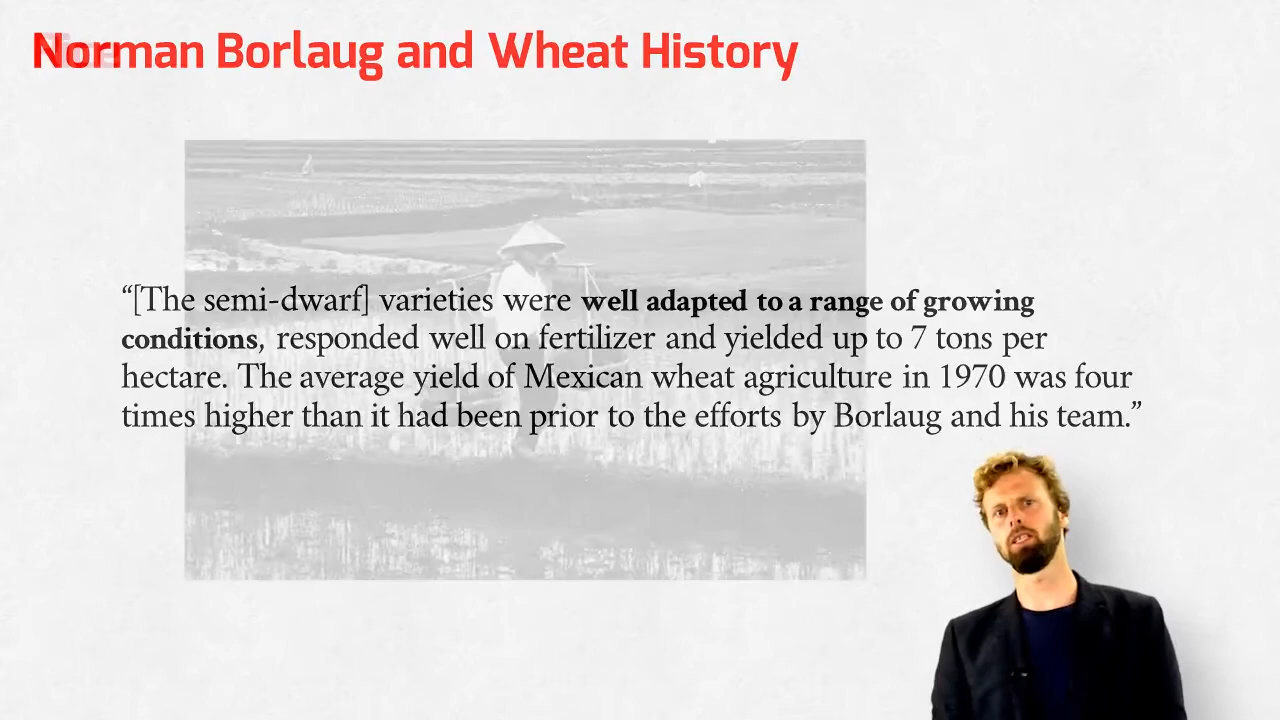 Norman Borlaug and Wheat History
“[The semi-dwarf] varieties were well adapted to a range of growing
conditions, responded well on fertilizer and yielded up to 7 tons per
hectare. The average yield of Mexican wheat agriculture in 1970 was four
times higher than it had been prior to the efforts by Borlaug and his team.”